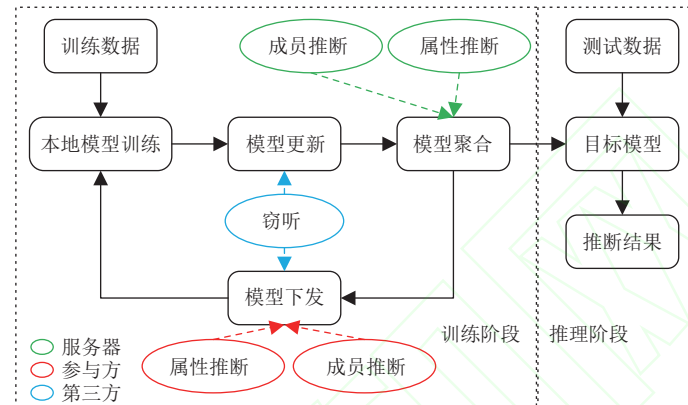 训练数据
成员推断
属性推断
测试数据
本地模型训练
模型更新
模型聚合
目标模型
窃听
推断结果
模型下发
训练阶段
推理阶段
服务器
属性推断
成员推断
参与方
第三方